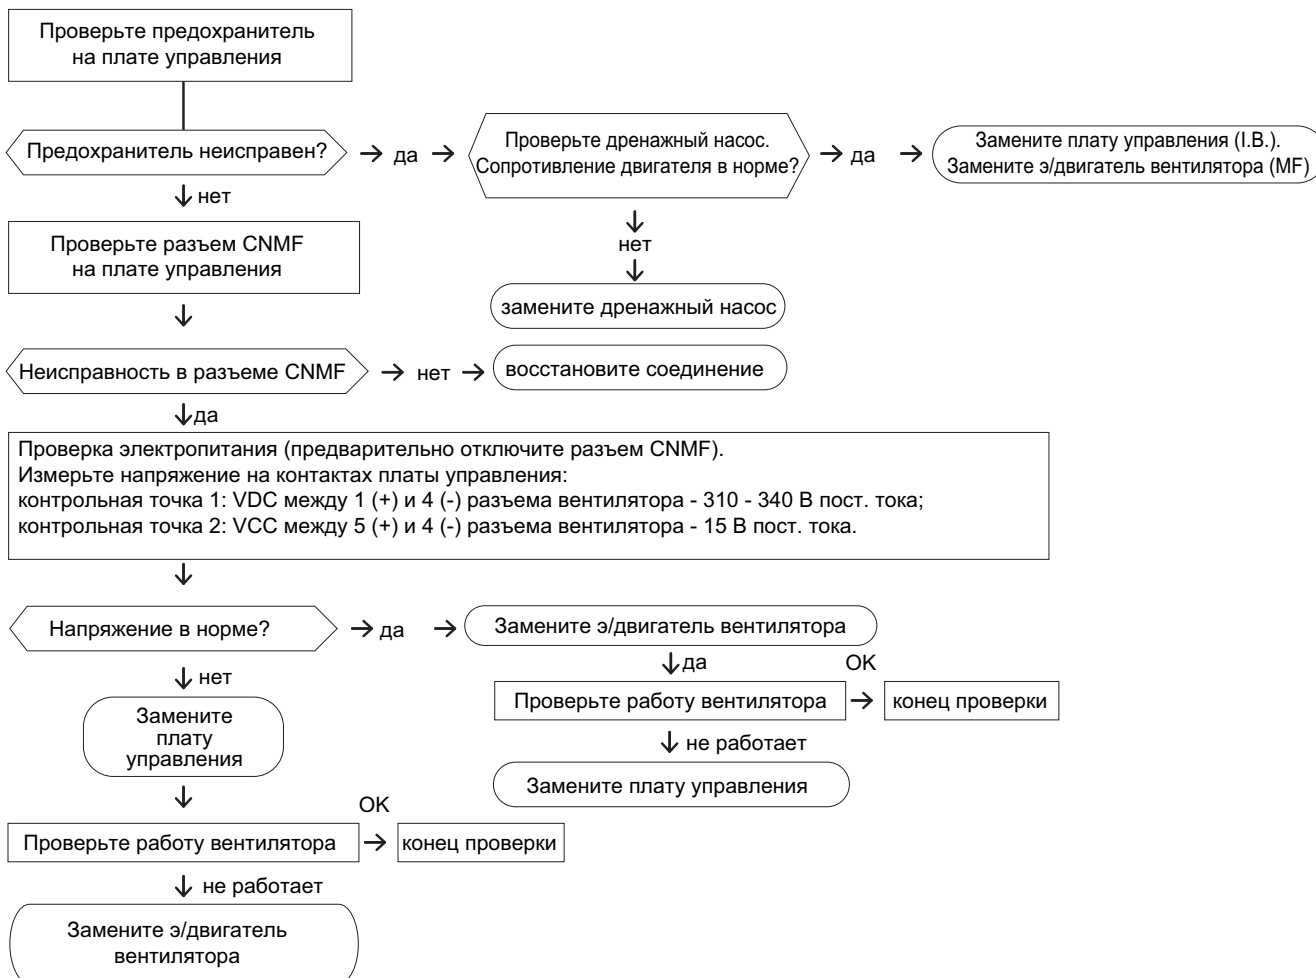 Проверьте предохранитель
на плате управления
Предохранитель неисправен?
да
Проверьте дренажный насос.
Сопротивление двигателя в норме?
да
Замените плату управления (I.B.).
Замените э/двигатель вентилятора (MF)
нет
нет
Проверьте разъем CNMF
на плате управления
замените дренажный насос
Неисправность в разъеме CNMF
нет
восстановите соединение
да
Проверка электропитания (предварительно отключите разъем CNMF).
Измерьте напряжение на контактах платы управления:
контрольная точка 1: VDC между 1 (+) и 4 (-) разъема вентилятора - 310 - 340 В пост. тока;
контрольная точка 2: VCC между 5 (+) и 4 (-) разъема вентилятора - 15 В пост. тока.
Напряжение в норме?
да
Замените э/двигатель вентилятора
да
OK
Проверьте работу вентилятора
конец проверки
не работает
Замените плату управления
нет
Замените
плату
управления
OK
Проверьте работу вентилятора
конец проверки
не работает
Замените э/двигатель
вентилятора